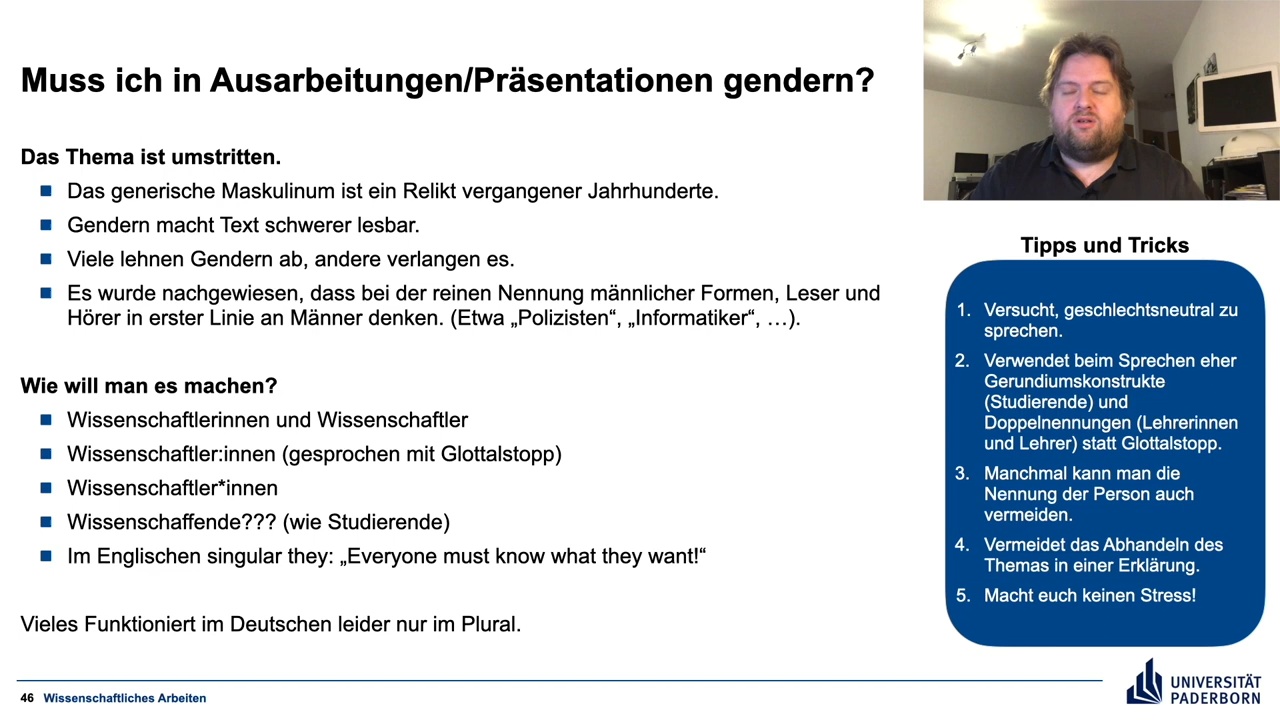 Muss ich in Ausarbeitungen/Präsentationen gendern?
Das Thema ist umstritten.
Das generische Maskulinum ist ein Relikt vergangener Jahrhunderte.
Gendern macht Text schwerer lesbar.
Viele lehnen Gendern ab, andere verlangen es.
Es wurde nachgewiesen, dass bei der reinen Nennung männlicher Formen, Leser und
Hörer in erster Linie an Männer denken. (Etwa „Polizisten“, „Informatiker“, …).
Wie will man es machen?
Wissenschaftlerinnen und Wissenschaftler
Wissenschaftler:innen (gesprochen mit Glottalstopp)
Wissenschaftler*innen
Wissenschaffende??? (wie Studierende)
Im Englischen singular they: „Everyone must know what they want!“
Vieles Funktioniert im Deutschen leider nur im Plural.
Tipps und Tricks
1. Versucht, geschlechtsneutral zu
sprechen.
2. Verwendet beim Sprechen eher
Gerundiumskonstrukte
(Studierende) und
Doppelnennungen (Lehrerinnen
und Lehrer) statt Glottalstopp.
3. Manchmal kann man die
Nennung der Person auch
vermeiden.
4. Vermeidet das Abhandeln des
Themas in einer Erklärung.
5. Macht euch keinen Stress!
46 Wissenschaftliches Arbeiten
UNIVERSITÄT
PADERBORN